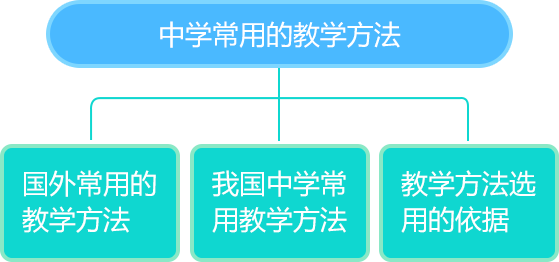 中学常用的教学方法
国外常用的
教学方法
我国中学常
用教学方法
教学方法选
用的依据